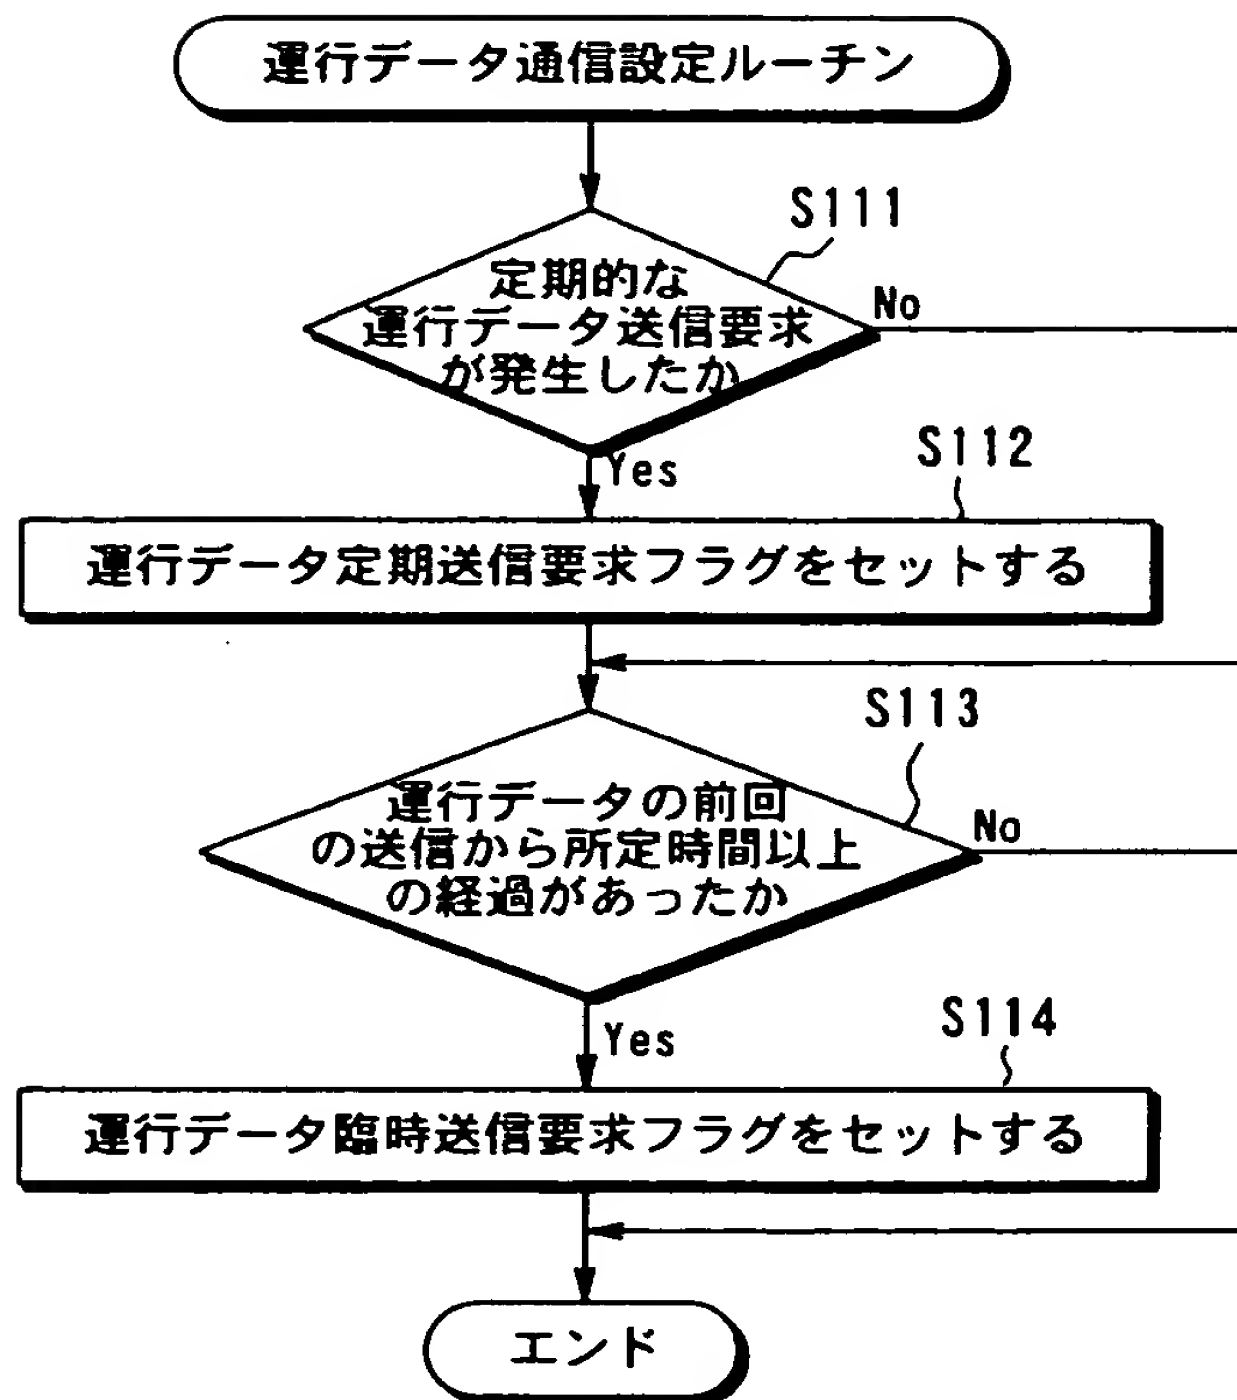 運行データ通信設定ルーチン
S111
定期的な
運行データ送信要求
が発生したか
No
Yes
S112
運行データ定期送信要求フラグをセットする
S113
運行データの前回
の送信から所定時間以上
の経過があったか
No
Yes
S114
運行データ臨時送信要求フラグをセットする
エンド